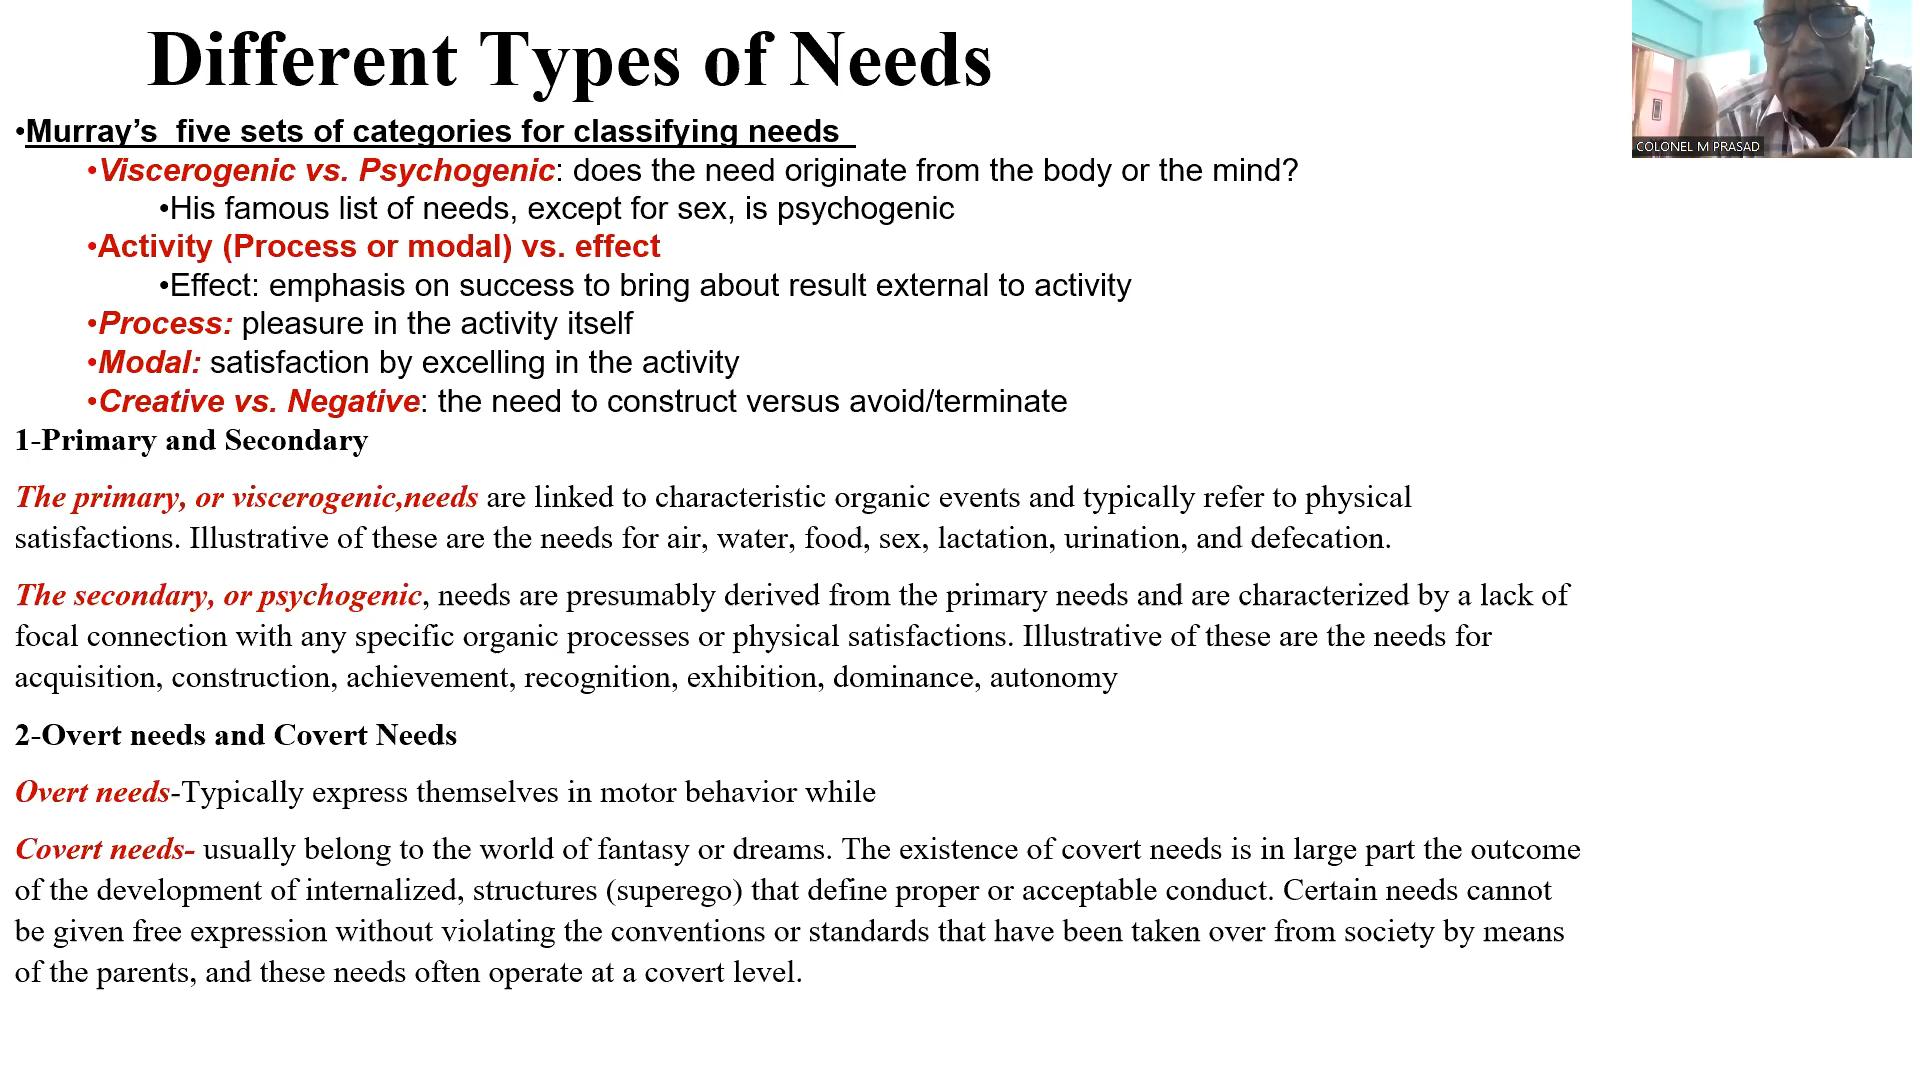 Different Types of Needs
COLONEL M PRASAD
•Murray’s five sets of categories for classifying needs
•Viscerogenic vs. Psychogenic: does the need originate from the body or the mind?
•His famous list of needs, except for sex, is psychogenic
•Activity (Process or modal) vs. effect
•Effect: emphasis on success to bring about result external to activity
•Process: pleasure in the activity itself
•Modal: satisfaction by excelling in the activity
•Creative vs. Negative: the need to construct versus avoid/terminate
1-Primary and Secondary
The primary, or viscerogenic,needs are linked to characteristic organic events and typically refer to physical
satisfactions. Illustrative of these are the needs for air, water, food, sex, lactation, urination, and defecation.
The secondary, or psychogenic, needs are presumably derived from the primary needs and are characterized by a lack of
focal connection with any specific organic processes or physical satisfactions. Illustrative of these are the needs for
acquisition, construction, achievement, recognition, exhibition, dominance, autonomy
2-Overt needs and Covert Needs
Overt needs-Typically express themselves in motor behavior while
Covert needs- usually belong to the world of fantasy or dreams. The existence of covert needs is in large part the outcome
of the development of internalized, structures (superego) that define proper or acceptable conduct. Certain needs cannot
be given free expression without violating the conventions or standards that have been taken over from society by means
of the parents, and these needs often operate at a covert level.